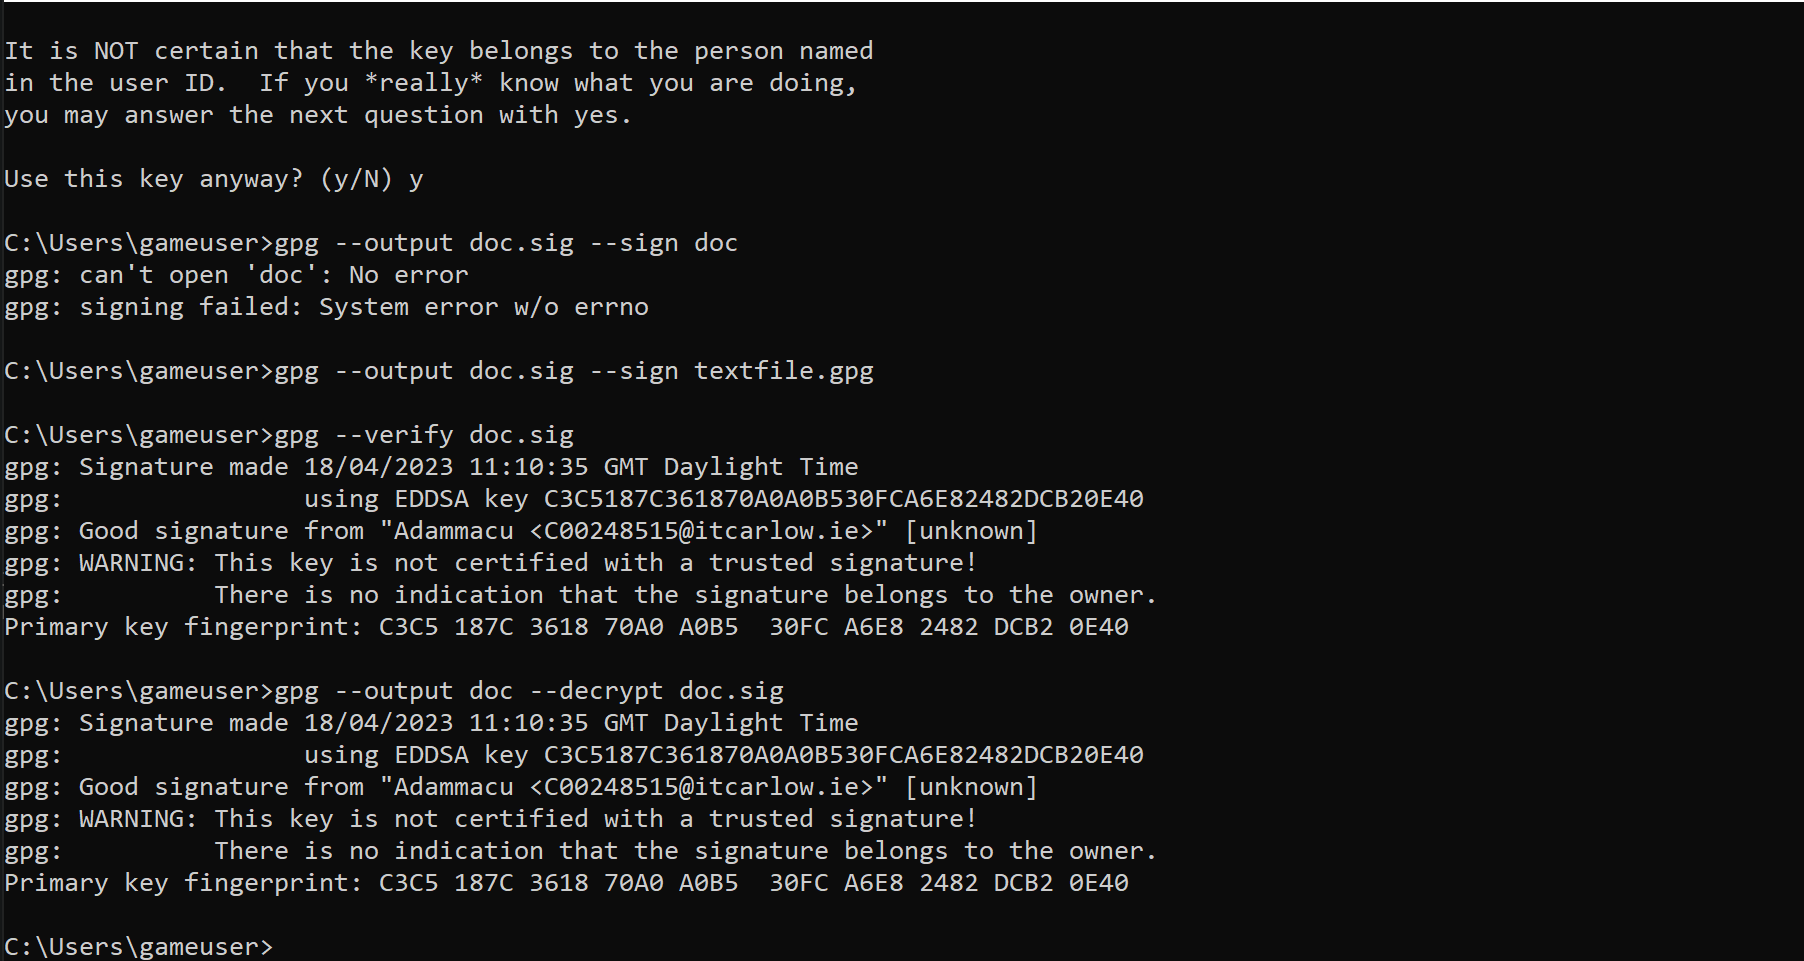 It is NOT certain that the key belongs to the person named
in the user ID.  If you *really* know what you are doing,
you may answer the next question with yes.

Use this key anyway? (y/N) y

C:\Users\gameuser>gpg --output doc.sig --sign doc
gpg: can't open 'doc': No error
gpg: signing failed: System error w/o errno

C:\Users\gameuser>gpg --output doc.sig --sign textfile.gpg

C:\Users\gameuser>gpg --verify doc.sig
gpg: Signature made 18/04/2023 11:10:35 GMT Daylight Time
gpg:                using EDDSA key C3C5187C361870A0A0B530FCA6E82482DCB20E40
gpg: Good signature from "Adammacu <C00248515@itcarlow.ie>" [unknown]
gpg: WARNING: This key is not certified with a trusted signature!
gpg:          There is no indication that the signature belongs to the owner.
Primary key fingerprint: C3C5 187C 3618 70A0 A0B5  30FC A6E8 2482 DCB2 0E40

C:\Users\gameuser>gpg --output doc --decrypt doc.sig
gpg: Signature made 18/04/2023 11:10:35 GMT Daylight Time
gpg:                using EDDSA key C3C5187C361870A0A0B530FCA6E82482DCB20E40
gpg: Good signature from "Adammacu <C00248515@itcarlow.ie>" [unknown]
gpg: WARNING: This key is not certified with a trusted signature!
gpg:          There is no indication that the signature belongs to the owner.
Primary key fingerprint: C3C5 187C 3618 70A0 A0B5  30FC A6E8 2482 DCB2 0E40

C:\Users\gameuser>